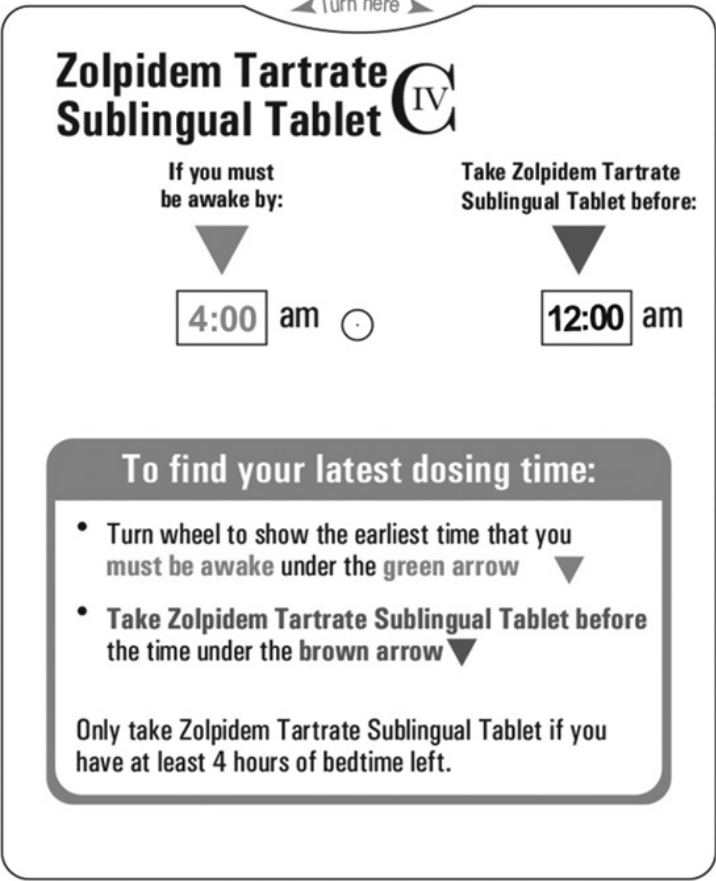 Turn here
Zolpidem Tartrate CIV
Sublingual Tablet
If you must
be awake by:
4:00 am
Take Zolpidem Tartrate
Sublingual Tablet before:
12:00 am
To find your latest dosing time:
• Turn wheel to show the earliest time that you
must be awake under the green arrow
• Take Zolpidem Tartrate Sublingual Tablet before
the time under the brown arrow
Only take Zolpidem Tartrate Sublingual Tablet if you
have at least 4 hours of bedtime left.